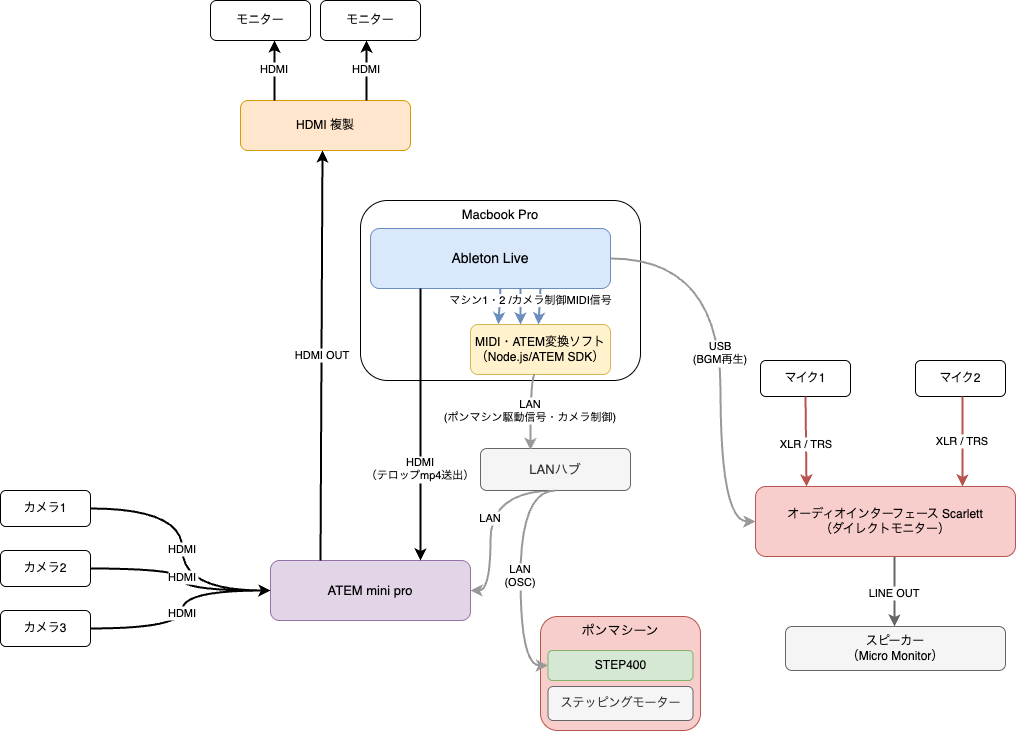 モニター
モニター
HDMI
HDMI
HDMI 複製
Macbook Pro
Ableton Live
マシン1・2 /カメラ制御MIDI信号
MIDI・ATEM変換ソフト
（Node.js/ATEM SDK）
HDMI OUT
USB
(BGM再生)
マイク1
マイク2
LAN
(ポンマシン駆動信号・カメラ制御)
XLR / TRS
XLR / TRS
HDMI
（テロップmp4送出）
LANハブ
カメラ1
LAN
オーディオインターフェース Scarlett
（ダイレクトモニター）
HDMI
カメラ2
HDMI
LAN
(OSC)
ATEM mini pro
LINE OUT
HDMI
カメラ3
ポンマシーン
スピーカー
（Micro Monitor）
STEP400
ステッピングモーター